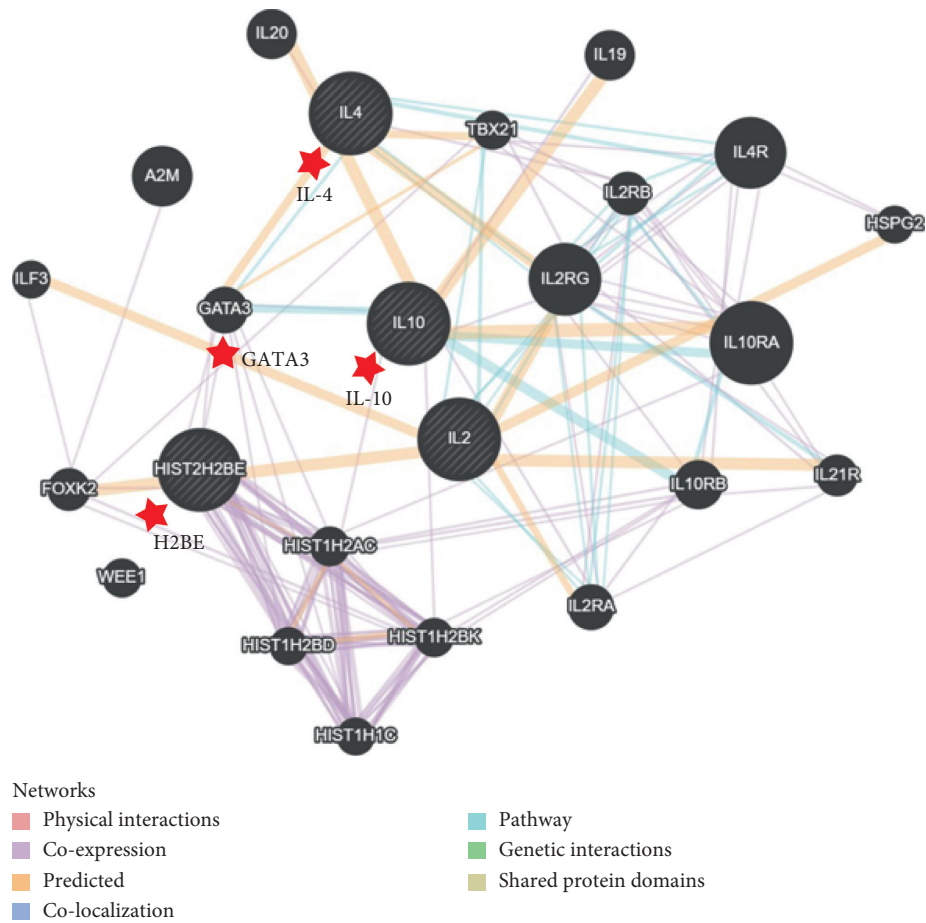 IL20
IL19
IL4
TBX21
IL4R
A2M
IL-4
IL2RB
HSPG2
ILF3
IL2RG
GATA3
IL10
IL10RA
GATA3
IL-10
IL2
HIST2H2BE
FOXK2
IL10RB
IL21R
H2BE
HIST1H2AC
WEE1
IL2RA
HIST1H2BD
HIST1H2BK
HIST1H1C
Networks
Physical interactions
Co-expression
Predicted
Co-localization
Pathway
Genetic interactions
Shared protein domains